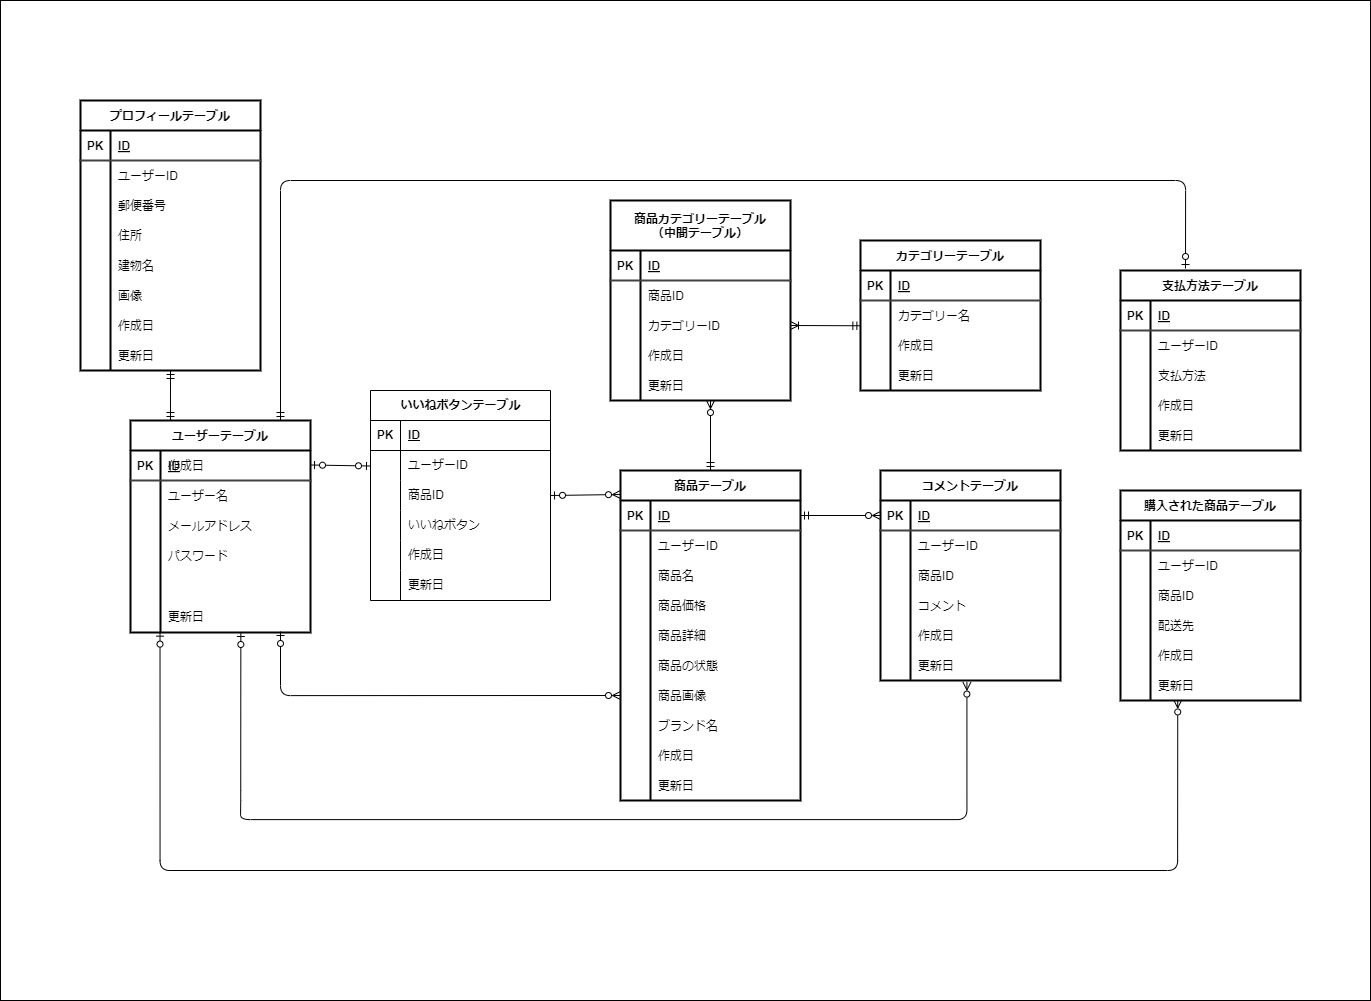 プロフィールテーブル
PK ID
ユーザーID
郵便番号
住所
建物名
画像
作成日
更新日
商品カテゴリーテーブル
（中間テーブル）
PK ID
商品ID
カテゴリーID
作成日
更新日
カテゴリーテーブル
PK ID
カテゴリー名
作成日
更新日
支払方法テーブル
PK ID
ユーザーID
支払方法
作成日
更新日
ユーザーテーブル
PK ID
作成日
ユーザー名
メールアドレス
パスワード
更新日
いいねボタンテーブル
PK ID
ユーザーID
商品ID
いいねボタン
作成日
更新日
商品テーブル
PK ID
ユーザーID
商品名
商品価格
商品詳細
商品の状態
商品画像
ブランド名
作成日
更新日
コメントテーブル
PK ID
ユーザーID
商品ID
コメント
作成日
更新日
購入された商品テーブル
PK ID
ユーザーID
商品ID
配送先
作成日
更新日